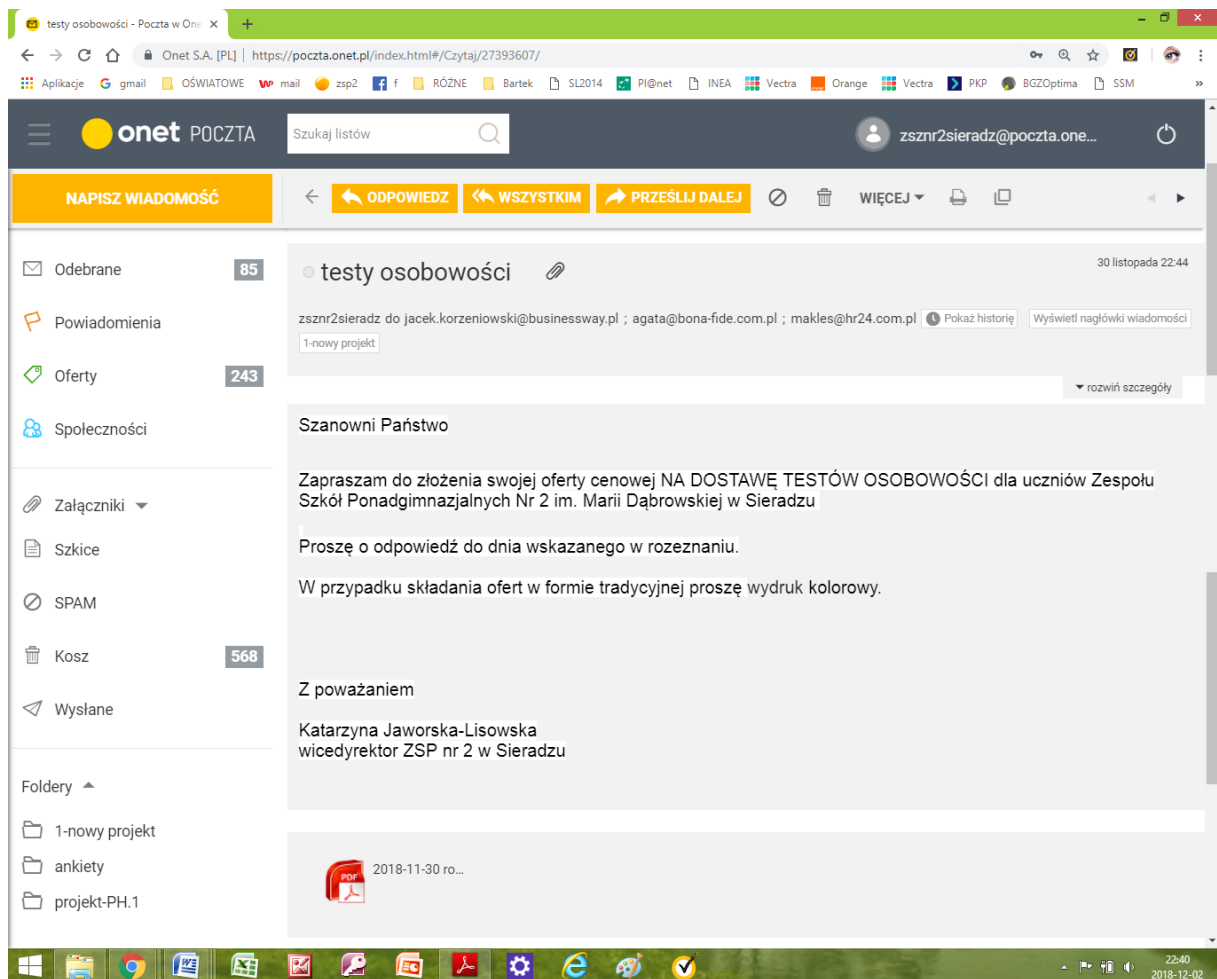 testy osobowości - Poczta w One
Onet S.A. [PL] | https://poczta.onet.pl/index.html#/Czytaj/27393607/
Aplikacje gmail OŚWIATOWE mail zsp2 f RÓŻNE Bartek SL2014 Pl@net INEA Vectra Orange Vectra PKP BGZOptima SSM »
onet POCZTA Szukaj listów zsznr2sieradz@poczta.one...
NAPISZ WIADOMOŚĆ ODPOWIEDZ WSZYSTKIM PRZEŚLIJ DALEJ WIĘCEJ
Odebrane 85
Powiadomienia
Oferty 243
Społeczności
Załączniki
Szkice
SPAM
Kosz 568
Wysłane
Foldery
1-nowy projekt
ankiety
projekt-PH.1
testy osobowości 30 listopada 22:44
zsznr2sieradz do jacek.korzeniowski@businessway.pl ; agata@bona-fide.com.pl ; makles@hr24.com.pl Pokaż historię Wyświetl nagłówki wiadomości
1-nowy projekt
rozwiń szczegóły
Szanowni Państwo
Zapraszam do złożenia swojej oferty cenowej NA DOSTAWĘ TESTÓW OSOBOWOŚCI dla uczniów Zespołu
Szkół Ponadgimnazjalnych Nr 2 im. Marii Dąbrowskiej w Sieradzu
Proszę o odpowiedź do dnia wskazanego w rozeznaniu.
W przypadku składania ofert w formie tradycyjnej proszę wydruk kolorowy.
Z poważaniem
Katarzyna Jaworska-Lisowska
wicedyrektor ZSP nr 2 w Sieradzu
PDF
2018-11-30 ro...
22:40
2018-12-02